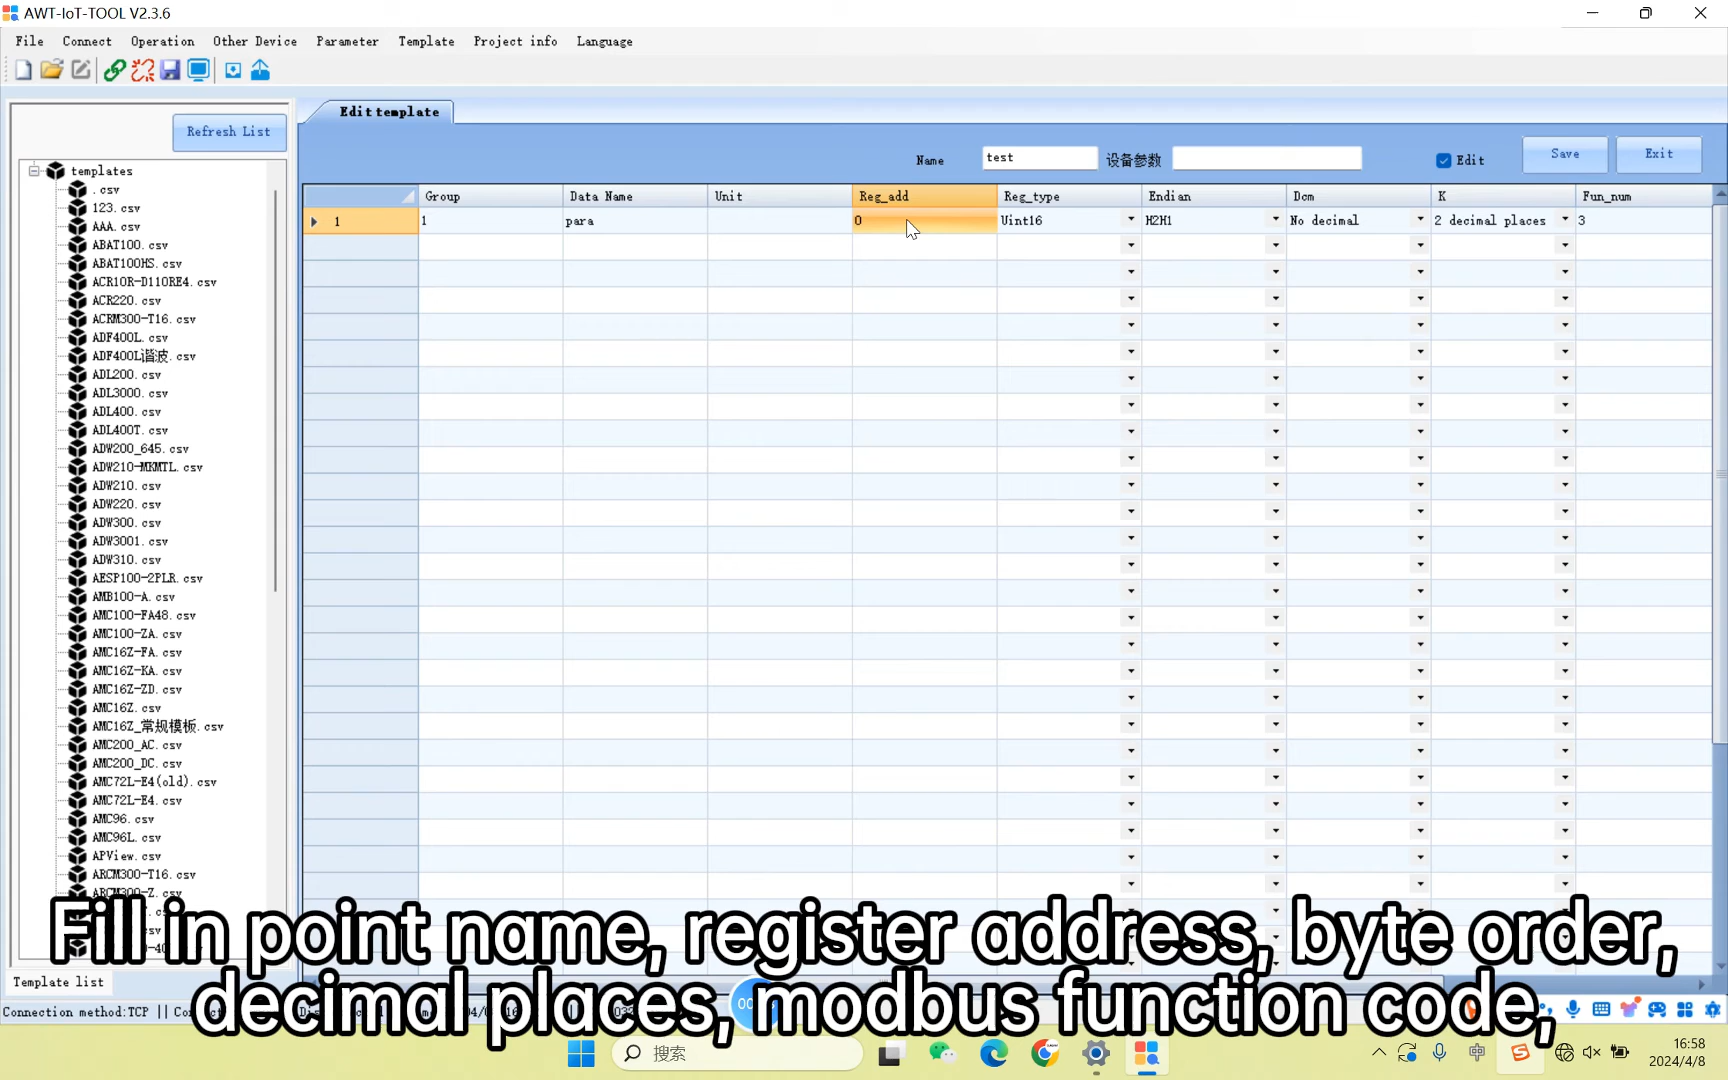 AWT-IoT-TOOL V2.3.6
File Connect Operation Other Device Parameter Template Project info Language
Refresh List
Edit template
Name test 设备参数 Edit Save Exit
Group Data Name Unit Reg_add Reg_type Endian Dcm K Fun_num
1 1 para 0 Uint16 H2H1 No decimal 2 decimal places 3
templates
.csv
123.csv
AAA.csv
ABAT100.csv
ABAT100HS.csv
ACR10R-D110RE4.csv
ACR220.csv
ACRM300-T16.csv
ADF400L.csv
ADF400L谐波.csv
ADL200.csv
ADL3000.csv
ADL400.csv
ADL400T.csv
ADW200_645.csv
ADW210-MKMTL.csv
ADW210.csv
ADW220.csv
ADW300.csv
ADW3001.csv
ADW310.csv
AESP100-2PLR.csv
AMB100-A.csv
AMC100-FA48.csv
AMC100-ZA.csv
AMC16Z-FA.csv
AMC16Z-KA.csv
AMC16Z-ZD.csv
AMC16Z.csv
AMC16Z_常规模板.csv
AMC200_AC.csv
AMC200_DC.csv
AMC72L-E4(old).csv
AMC72L-E4.csv
AMC96.csv
AMC96L.csv
APView.csv
ARCM300-T16.csv
ARCM300-Z.csv
Fill in point name, register address, byte order,
decimal places, modbus function code,
Template list
Connection method:TCP ||
搜索
中
16:58
2024/4/8